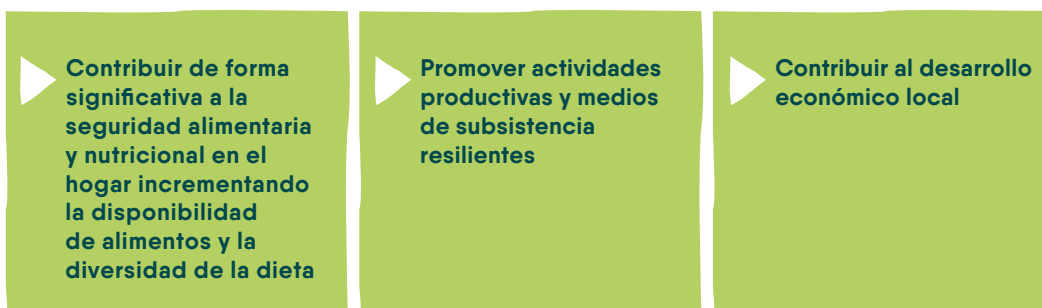 Contribuir de forma
significativa a la
seguridad alimentaria
y nutricional en el
hogar incrementando
la disponibilidad
de alimentos y la
diversidad de la dieta
Promover actividades
productivas y medios
de subsistencia
resilientes
Contribuir al desarrollo
económico local